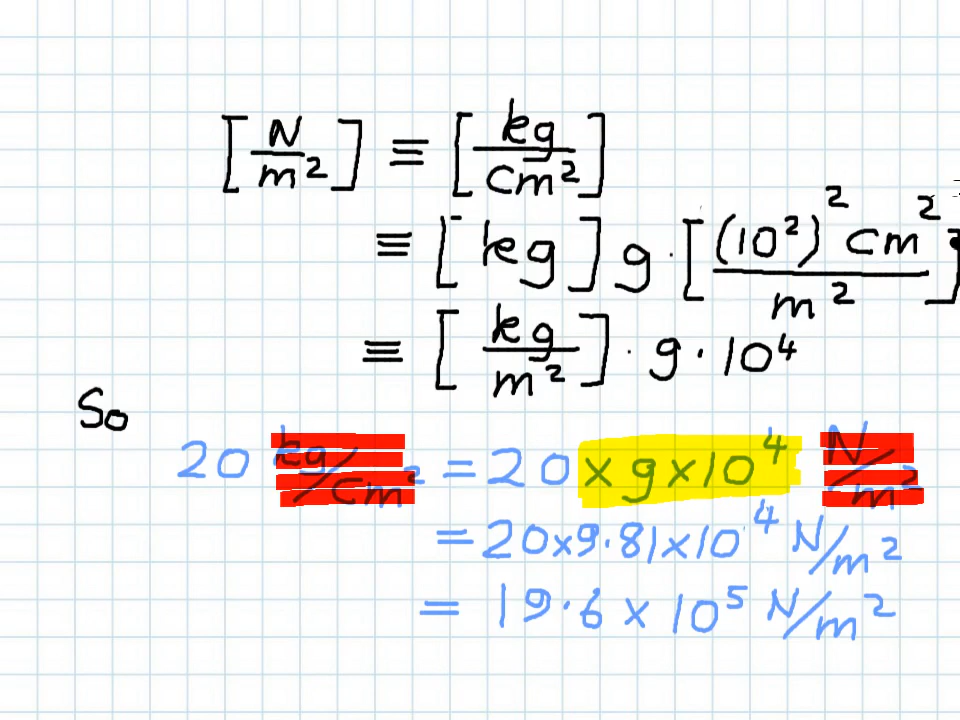 [N/m²] ≡ [kg/cm²]
≡ [kg] g · [(10²)² cm²/m²]
≡ [kg/m²] · g · 10⁴
So
20 kg/cm² = 20 × g × 10⁴ N/m²
= 20×9.81×10⁴ N/m²
= 19.6 × 10⁵ N/m²